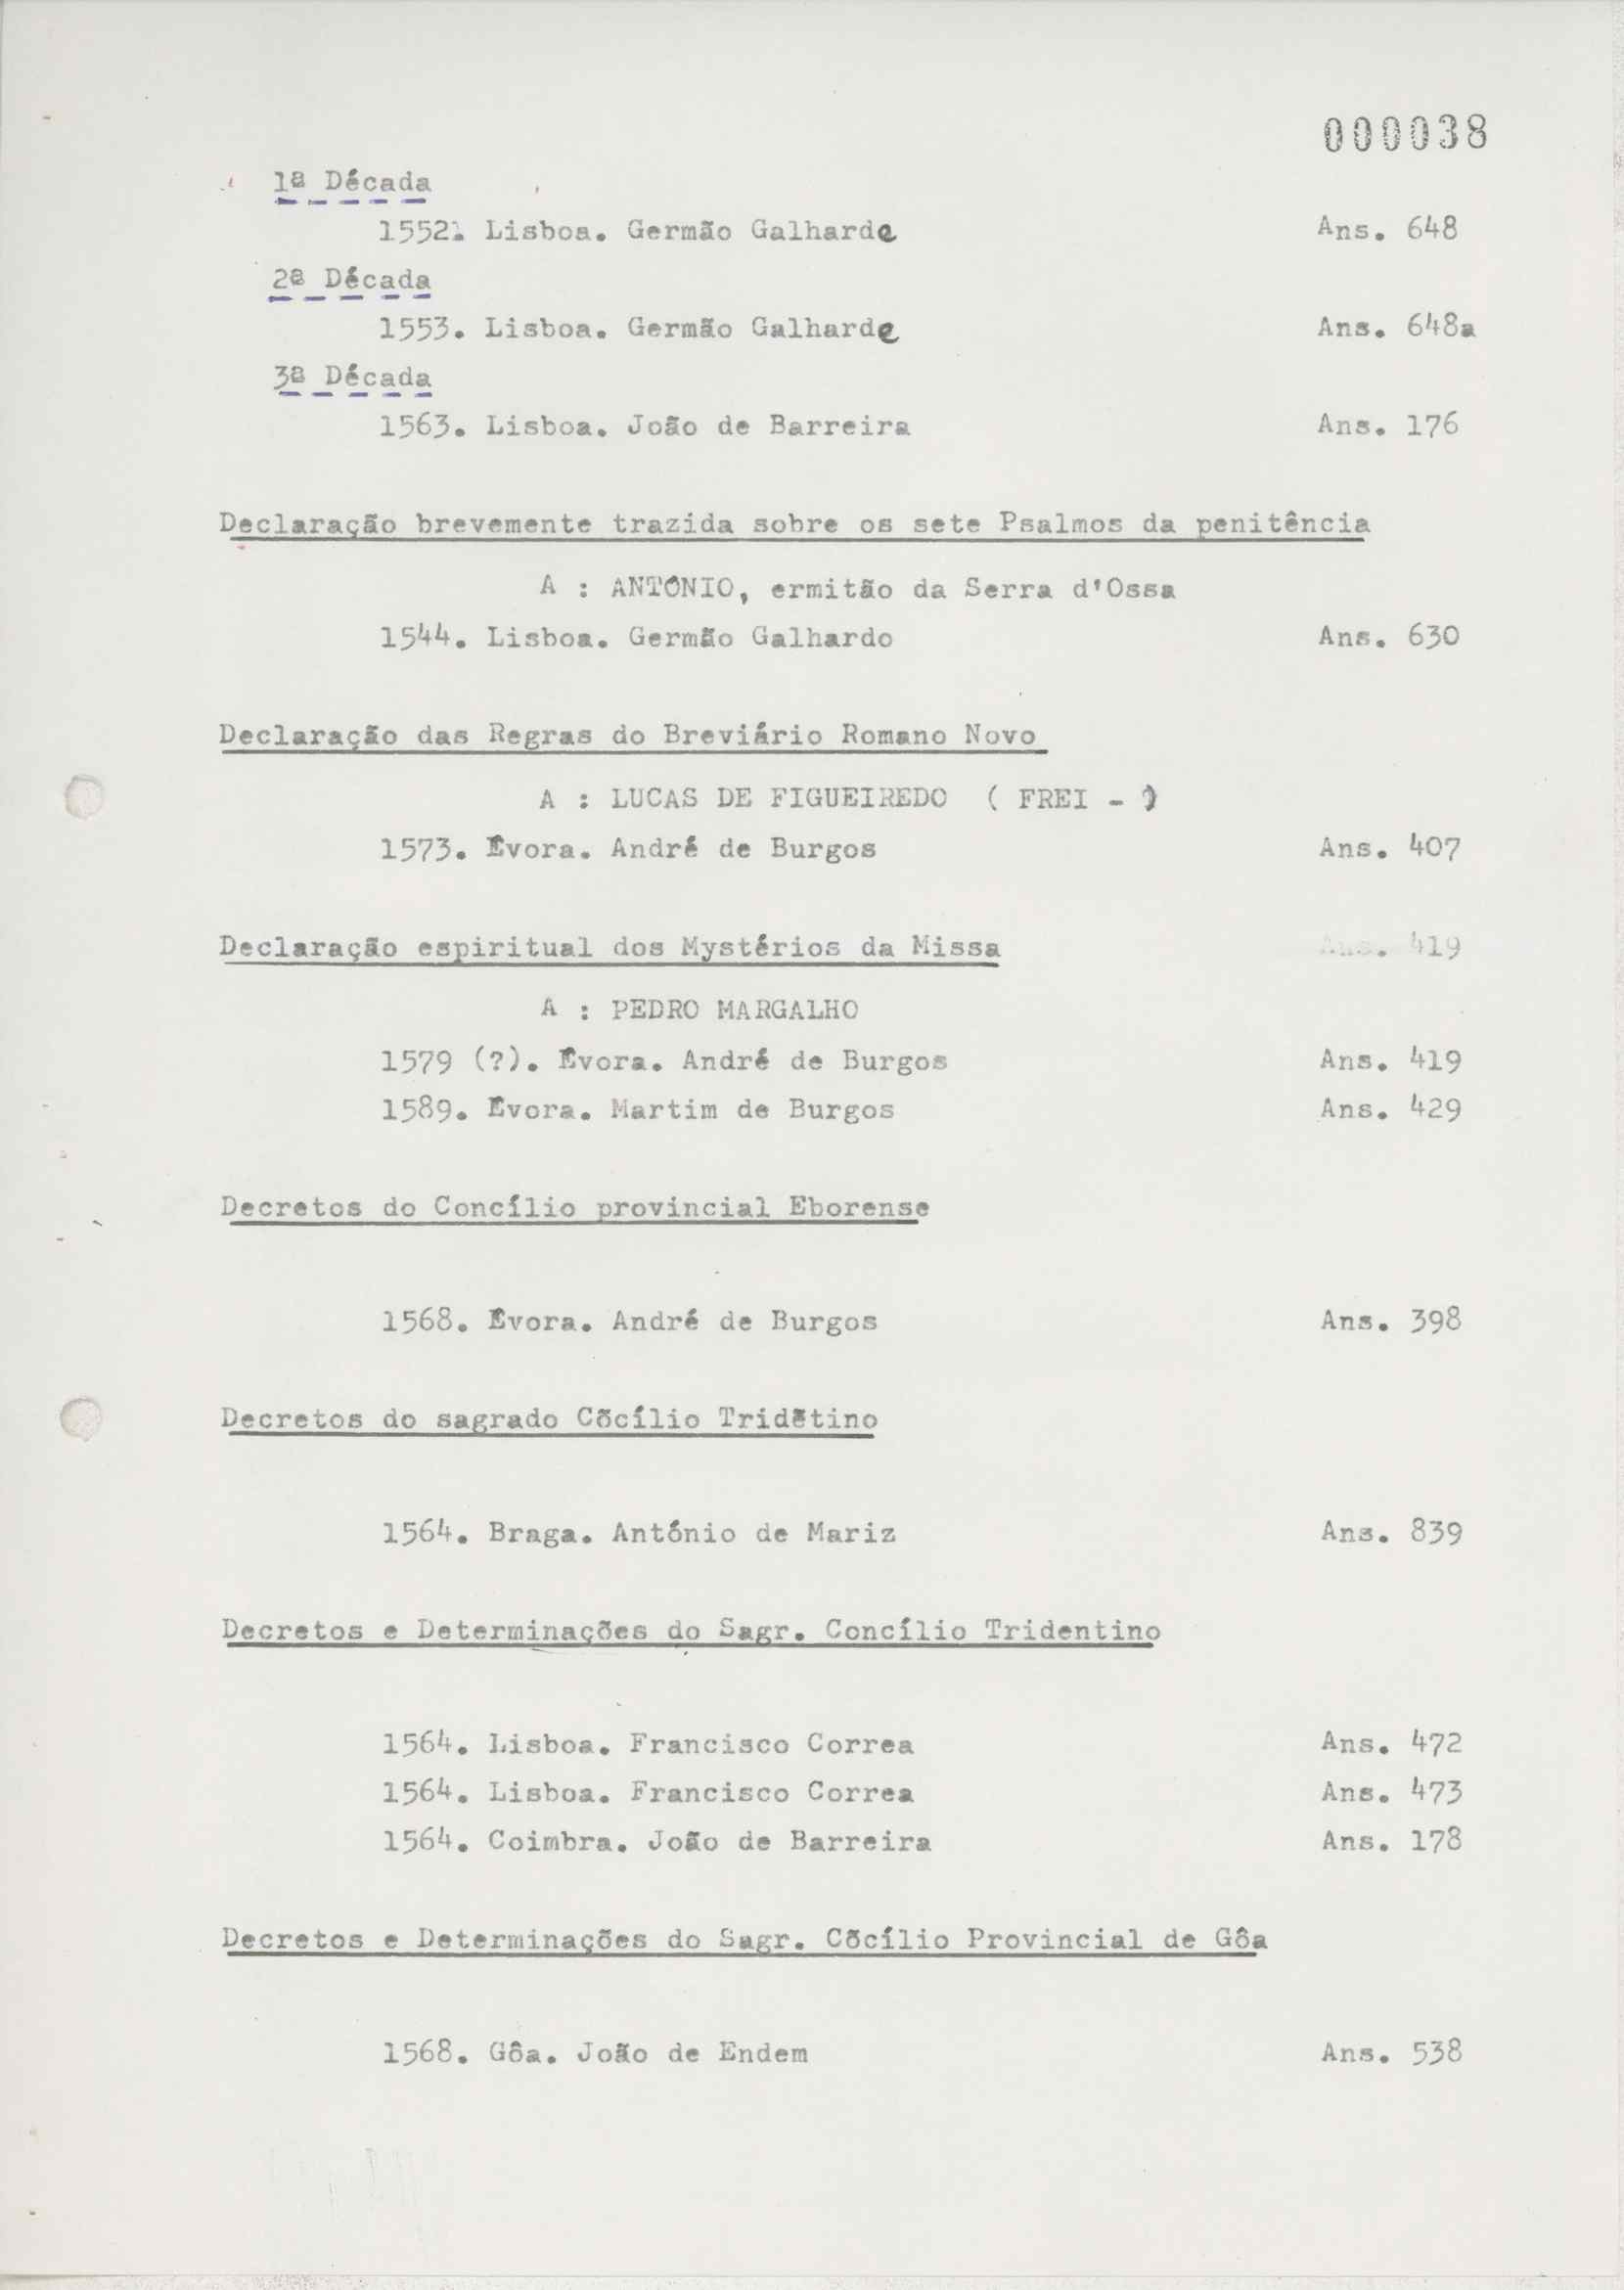 000038
1ª Década
1552. Lisboa. Germão Galharde Ans. 648
2ª Década
1553. Lisboa. Germão Galharde Ans. 648a
3ª Década
1563. Lisboa. João de Barreira Ans. 176
Declaração brevemente trazida sobre os sete Psalmos da penitência
A : ANTÓNIO, ermitão da Serra d'Ossa
1544. Lisboa. Germão Galhardo Ans. 630
Declaração das Regras do Breviário Romano Novo
A : LUCAS DE FIGUEIREDO ( FREI - )
1573. Évora. André de Burgos Ans. 407
Declaração espiritual dos Mystérios da Missa Ans. 419
A : PEDRO MARGALHO
1579 (?). Évora. André de Burgos Ans. 419
1589. Évora. Martim de Burgos Ans. 429
Decretos do Concílio provincial Eborense
1568. Évora. André de Burgos Ans. 398
Decretos do sagrado Cõcílio Tridẽtino
1564. Braga. António de Mariz Ans. 839
Decretos e Determinações do Sagr. Concílio Tridentino
1564. Lisboa. Francisco Correa Ans. 472
1564. Lisboa. Francisco Correa Ans. 473
1564. Coimbra. João de Barreira Ans. 178
Decretos e Determinações do Sagr. Cõcílio Provincial de Gôa
1568. Gôa. João de Endem Ans. 538